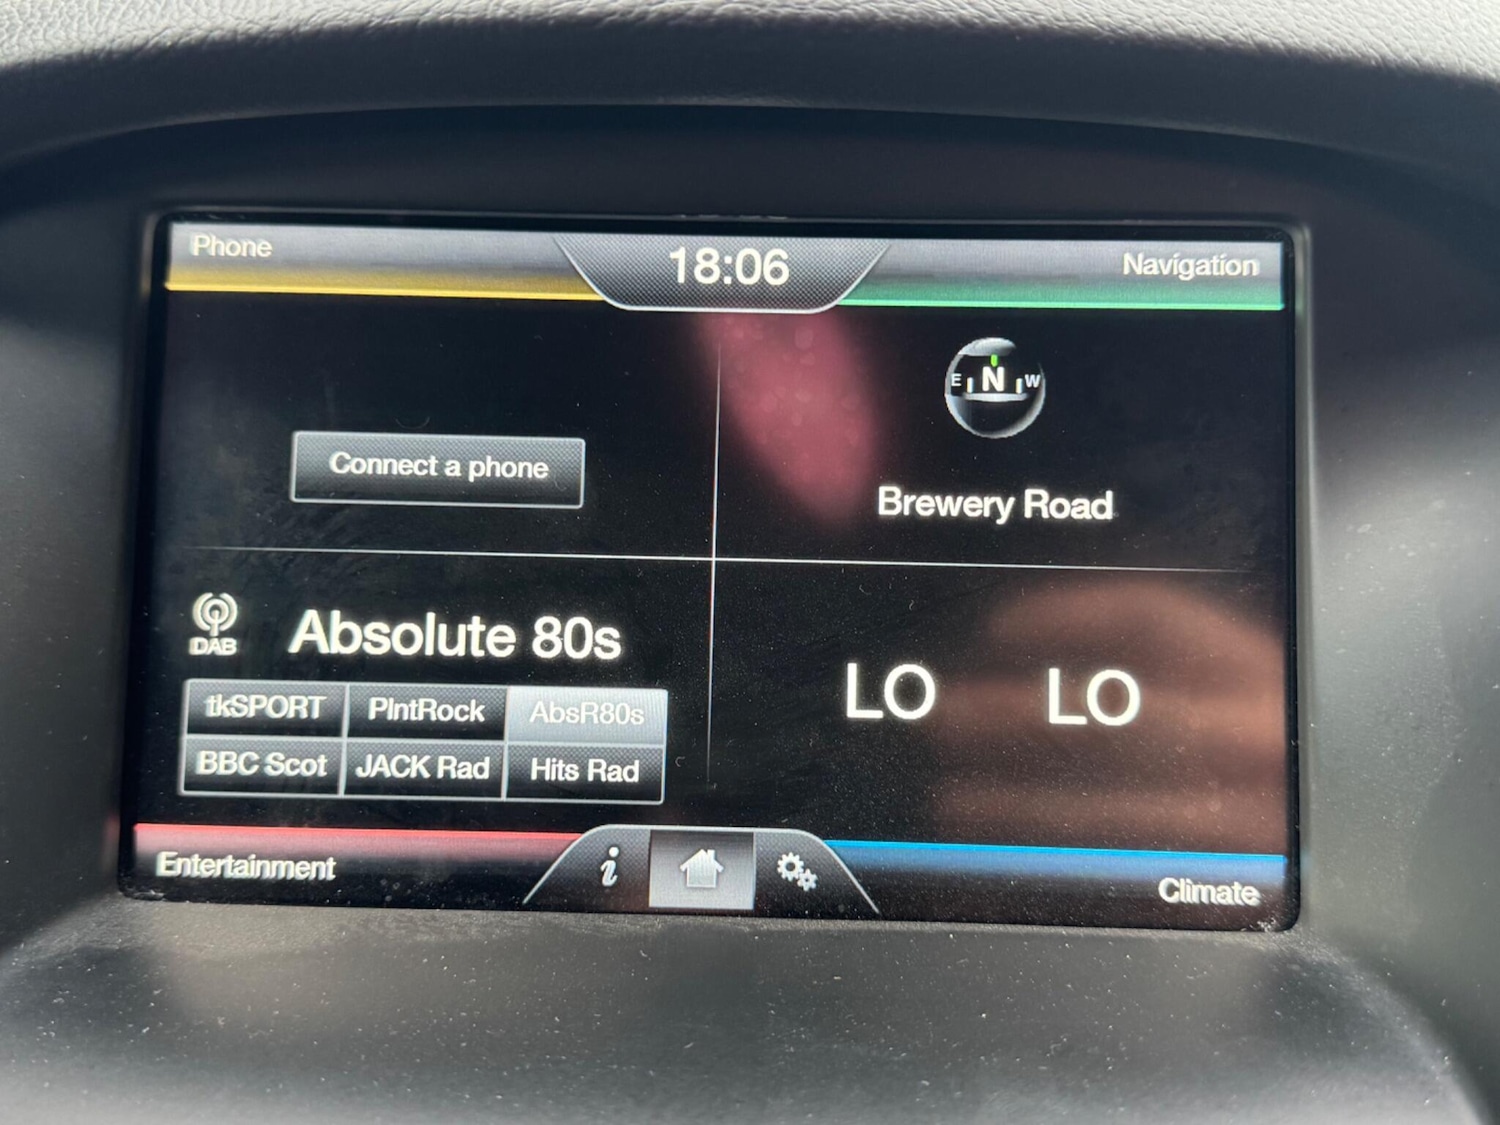 Phone
18:06
Navigation
E N W
Connect a phone
Brewery Road
DAB
Absolute 80s
tkSPORT PlntRock AbsR80s
BBC Scot JACK Rad Hits Rad
LO LO
Entertainment
i
Climate